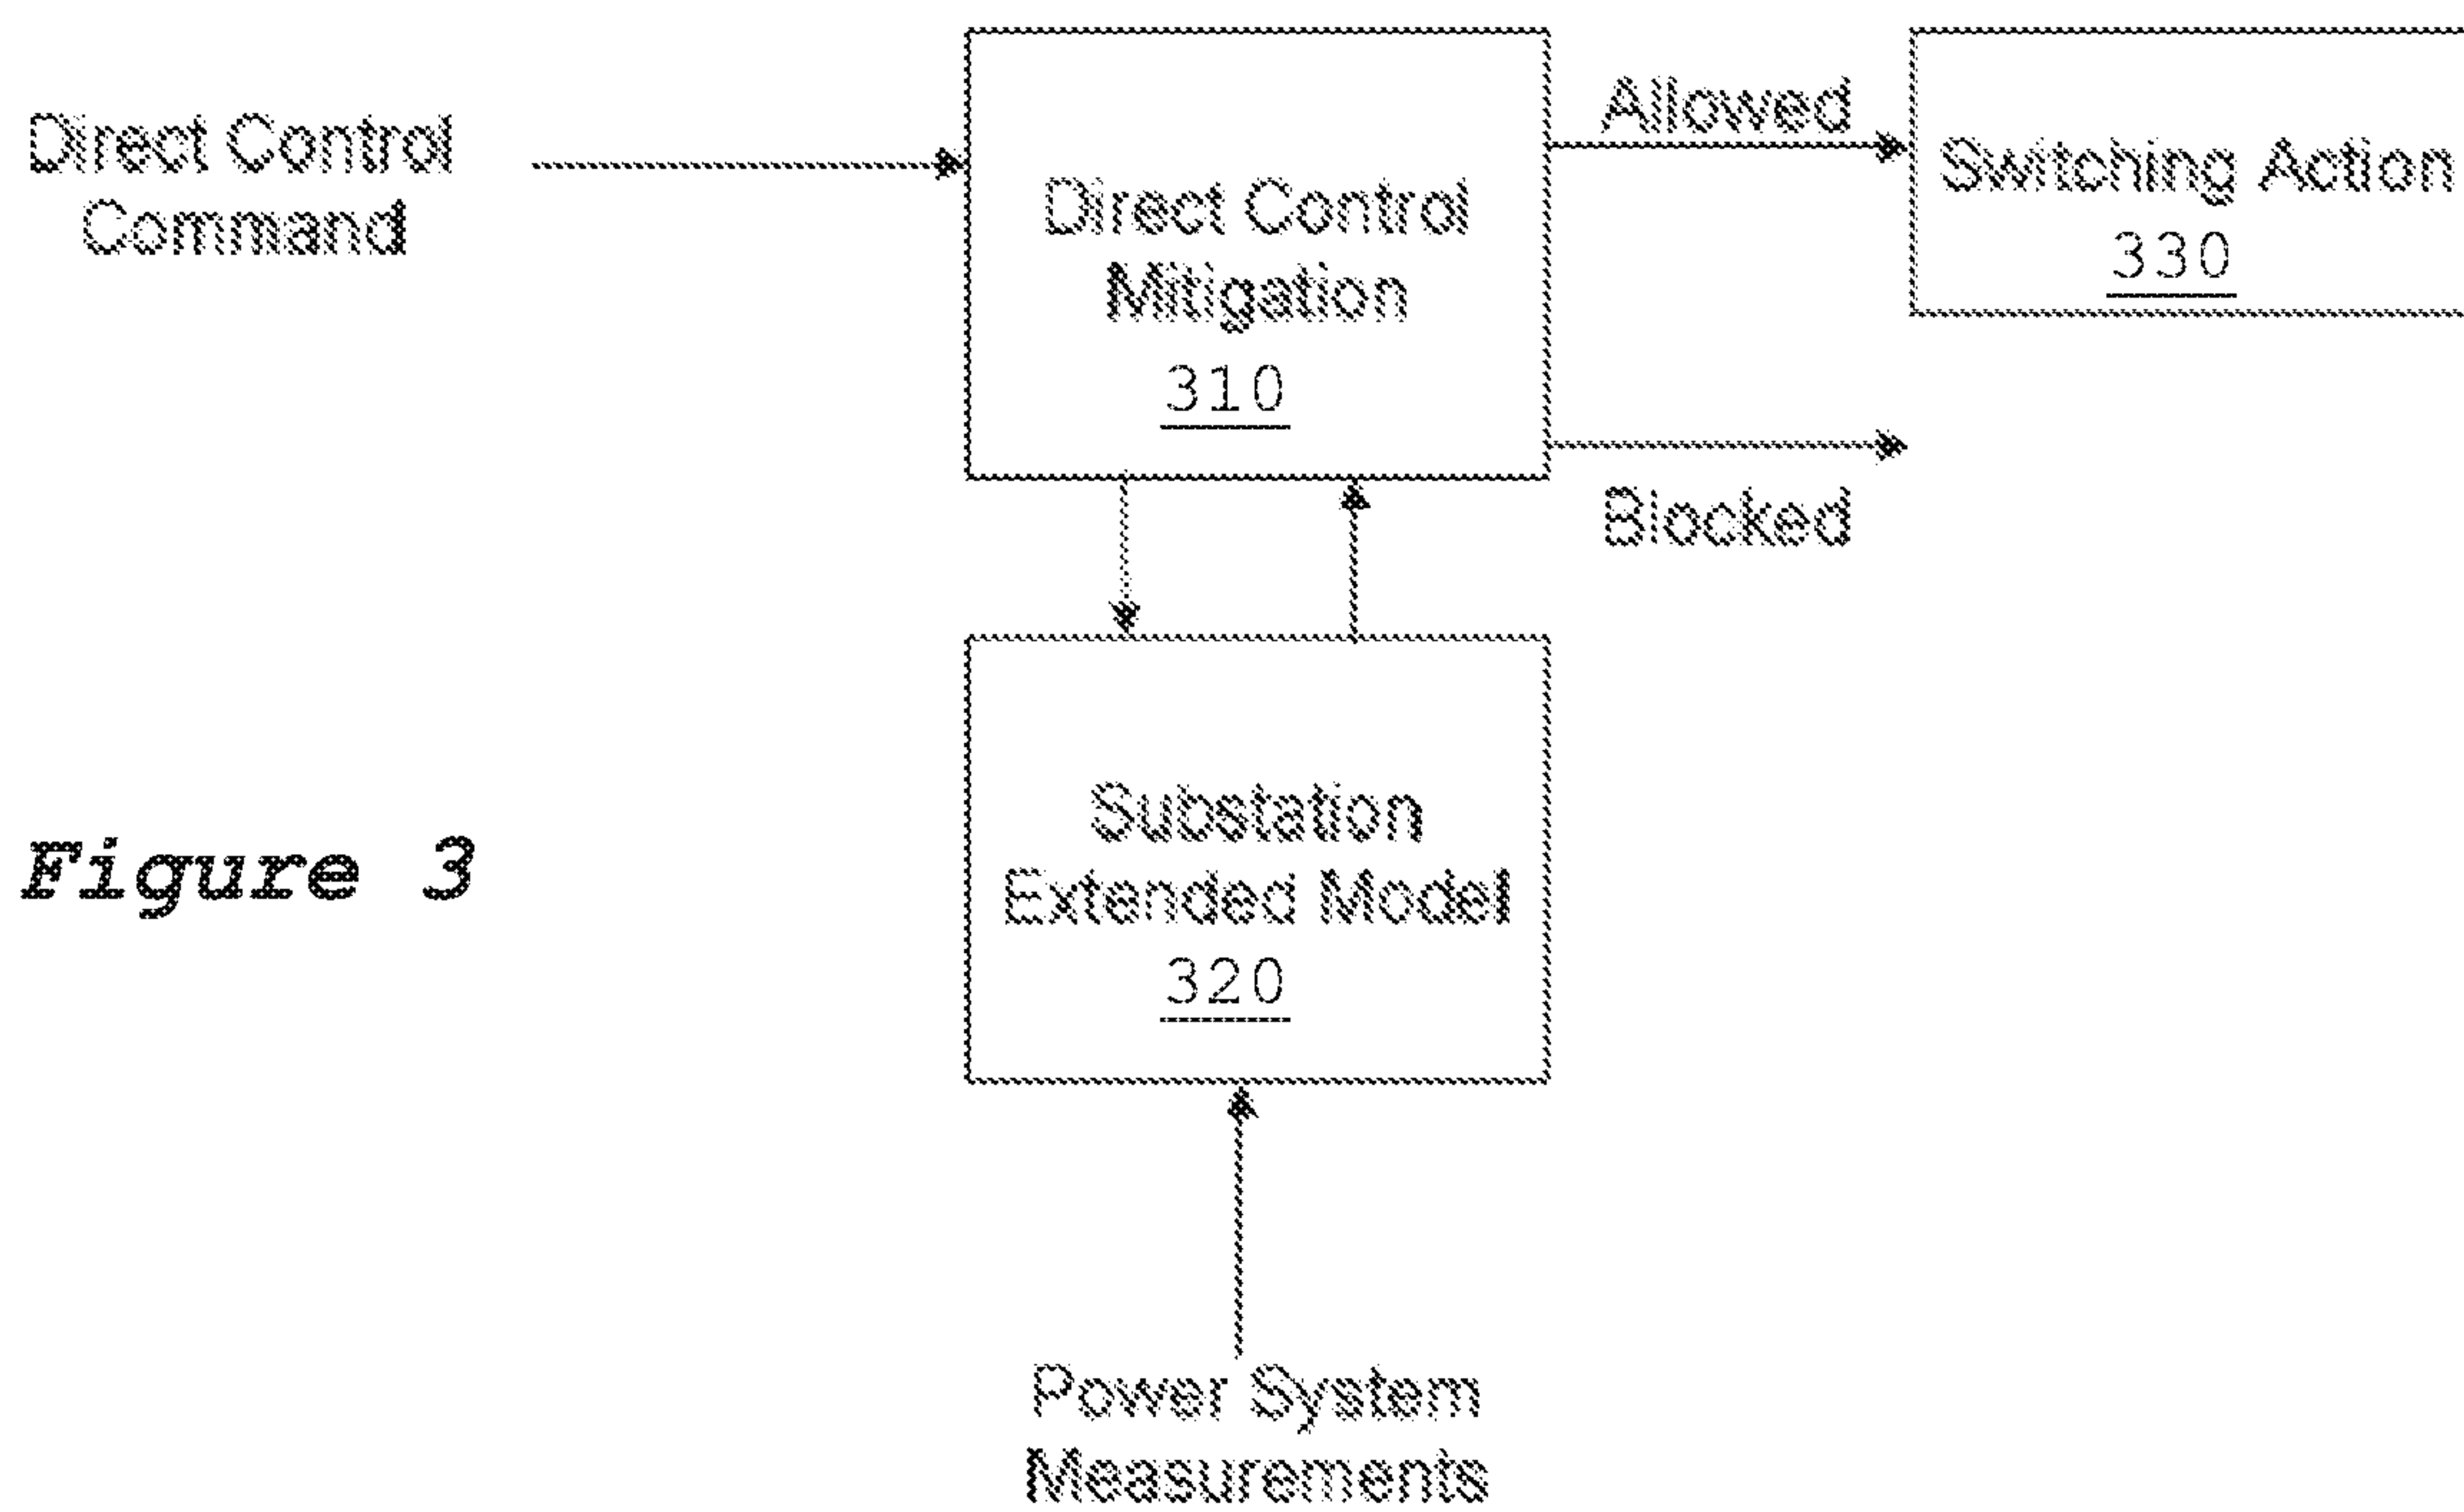 Direct Control
Command
Direct Control
Mitigation
310
Allowed
Switching Action
330
Blocked
Substation
Extended Model
320
Figure 3
Power System
Measurements